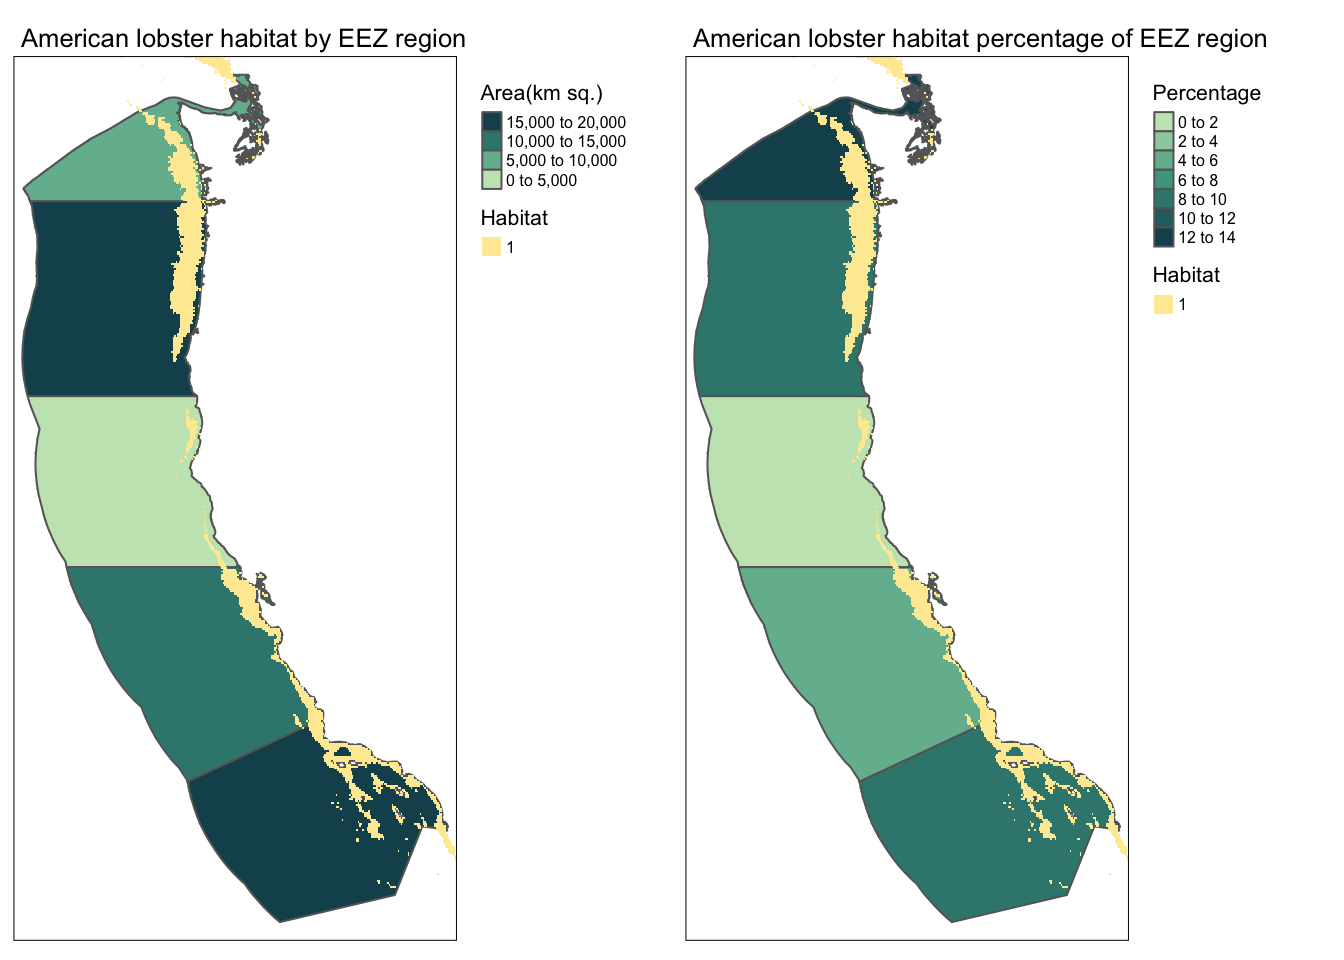 American lobster habitat by EEZ region
Area(km sq.)
15,000 to 20,000
10,000 to 15,000
5,000 to 10,000
0 to 5,000
Habitat
1
American lobster habitat percentage of EEZ region
Percentage
0 to 2
2 to 4
4 to 6
6 to 8
8 to 10
10 to 12
12 to 14
Habitat
1